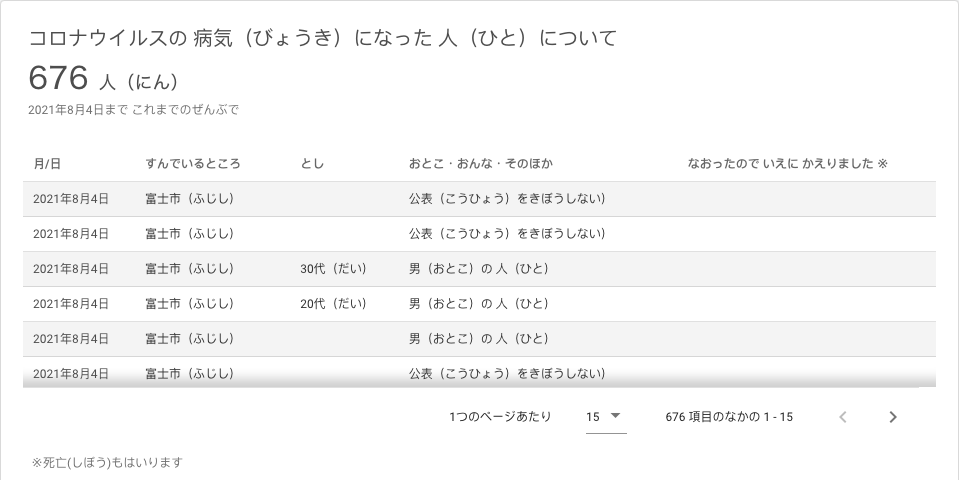 コロナウイルスの 病気（びょうき）になった 人（ひと）について
676 人（にん）
2021年8月4日まで これまでのぜんぶで
月/日 すんでいるところ とし おとこ・おんな・そのほか なおったので いえに かえりました ※
2021年8月4日 富士市（ふじし） 公表（こうひょう）をきぼうしない）
2021年8月4日 富士市（ふじし） 公表（こうひょう）をきぼうしない）
2021年8月4日 富士市（ふじし） 30代（だい） 男（おとこ）の 人（ひと）
2021年8月4日 富士市（ふじし） 20代（だい） 男（おとこ）の 人（ひと）
2021年8月4日 富士市（ふじし） 男（おとこ）の 人（ひと）
2021年8月4日 富士市（ふじし） 公表（こうひょう）をきぼうしない）
1つのページあたり 15 676 項目のなかの 1 - 15
※死亡(しぼう)もはいります